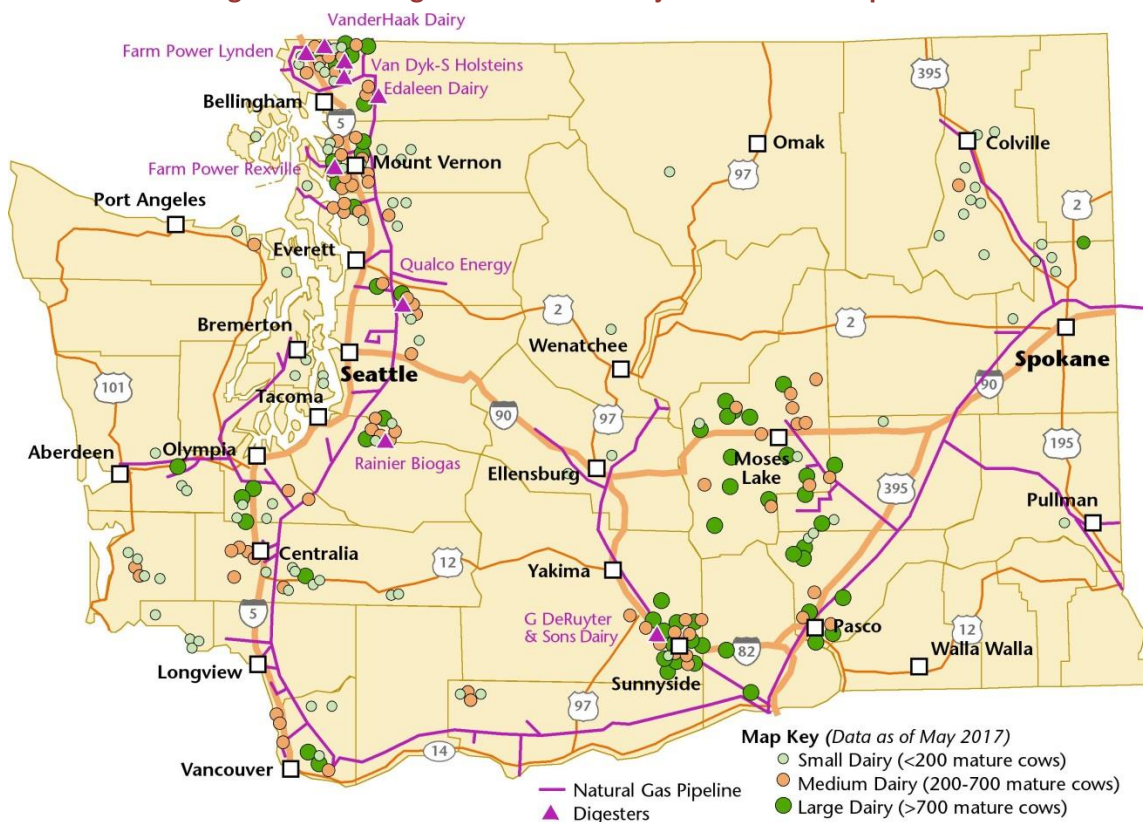 VanderHaak Dairy
Farm Power Lynden
Van Dyk-S Holsteins
Edaleen Dairy
Bellingham
5
395
Omak
Colville
97
Farm Power Rexville
Mount Vernon
Port Angeles
2
Everett
Qualco Energy
2
2
Bremerton
Wenatchee
Spokane
Seattle
101
90
Tacoma
90
97
Aberdeen
Olympia
Moses
Lake
195
Rainier Biogas
Ellensburg
395
Pullman
Centralia
12
Yakima
5
G DeRuyter
& Sons Dairy
Pasco
12
82
Walla Walla
Longview
Sunnyside
97
14
Vancouver
Map Key (Data as of May 2017)
Small Dairy (<200 mature cows)
Medium Dairy (200-700 mature cows)
Large Dairy (>700 mature cows)
Natural Gas Pipeline
Digesters